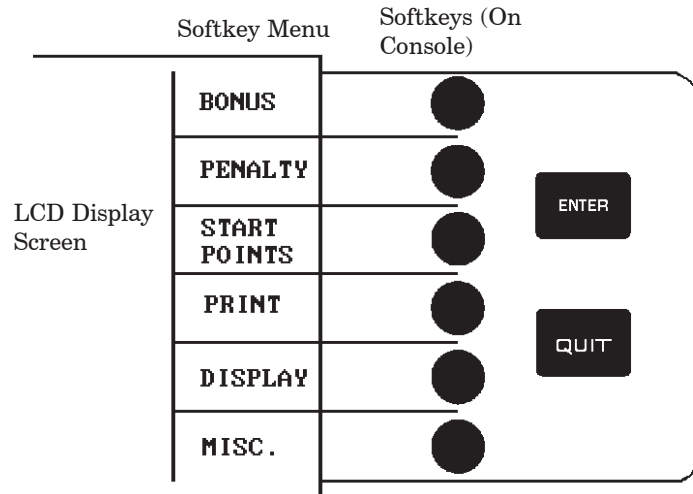 Softkey Menu
Softkeys (On
Console)
BONUS
PENALTY
START
POINTS
PRINT
DISPLAY
MISC.
LCD Display
Screen
ENTER
QUIT